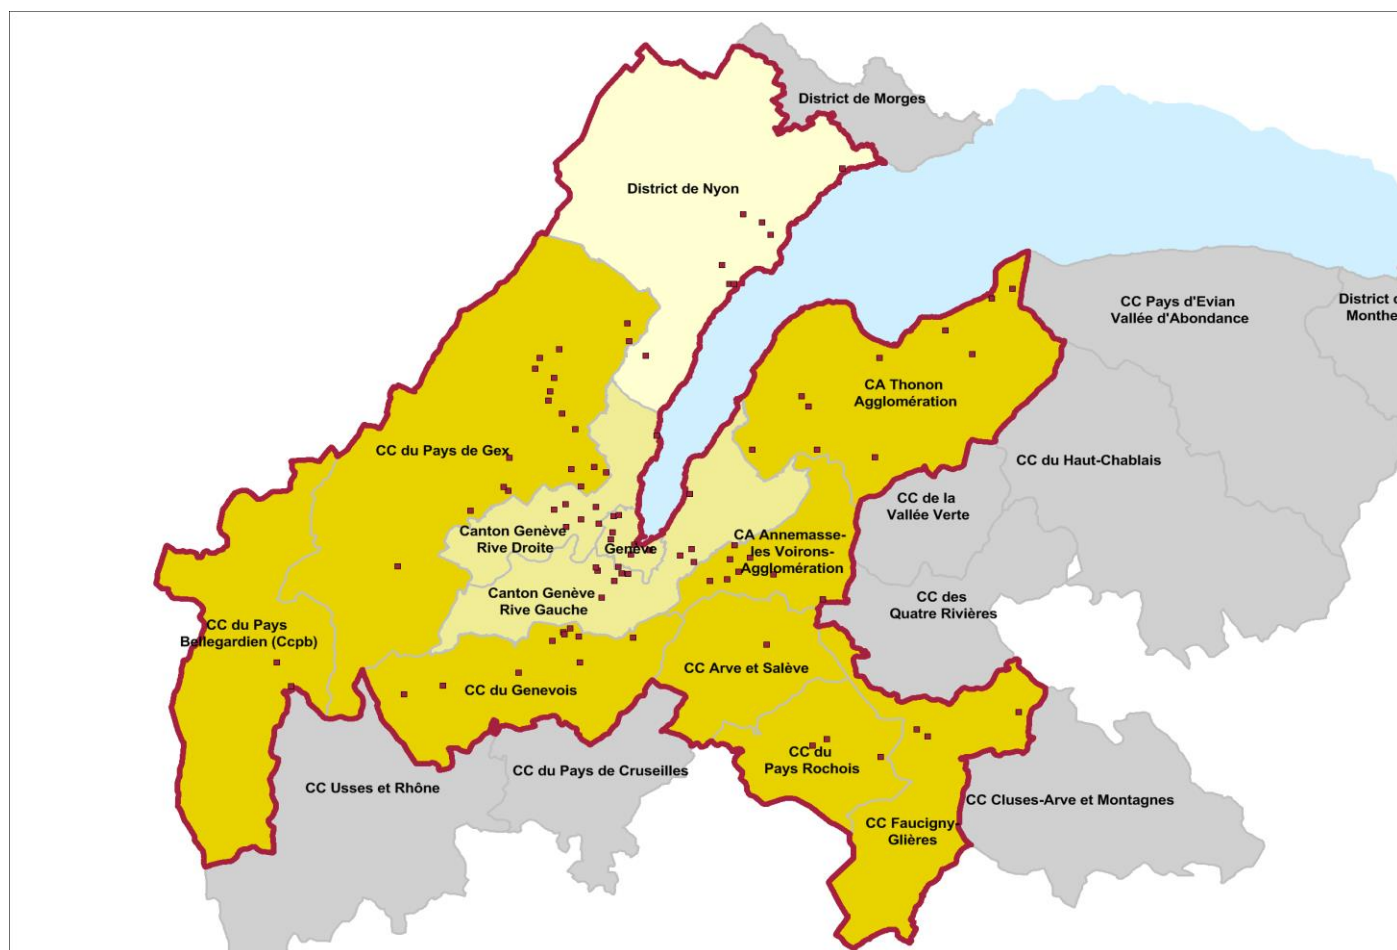 District de Morges
District de Nyon
CC Pays d'Evian
Vallée d'Abondance
District
Monthe
CA Thonon
Agglomération
CC du Pays de Gex
CC du Haut-Chablais
CC de la
Vallée Verte
Canton Genève
Rive Droite
Genève
CA Annemasse-
les Voirons-
Agglomération
Canton Genève
Rive Gauche
CC des
Quatre Rivières
CC du Pays
Bellegardien (Ccpb)
CC Arve et Salève
CC du Genevois
CC du
Pays Rochois
CC du Pays de Cruseilles
CC Usses et Rhône
CC Cluses-Arve et Montagnes
CC Faucigny-
Glières